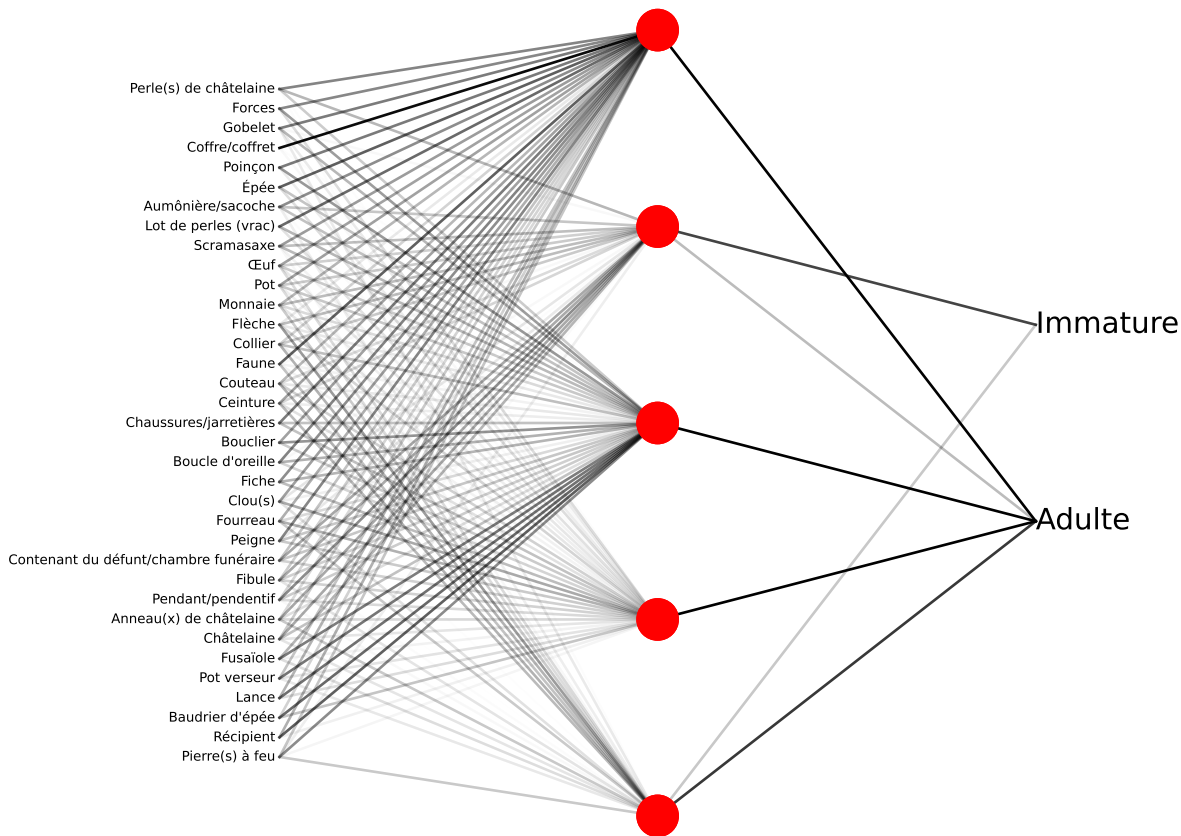 Perle(s) de châtelaine
Forces
Gobelet
Coffre/coffret
Poinçon
Épée
Aumônière/sacoche
Lot de perles (vrac)
Scramasaxe
Œuf
Pot
Monnaie
Flèche
Collier
Faune
Couteau
Ceinture
Chaussures/jarretières
Bouclier
Boucle d'oreille
Fiche
Clou(s)
Fourreau
Peigne
Contenant du défunt/chambre funéraire
Fibule
Pendant/pendentif
Anneau(x) de châtelaine
Châtelaine
Fusaïole
Pot verseur
Lance
Baudrier d'épée
Récipient
Pierre(s) à feu
Immature
Adulte